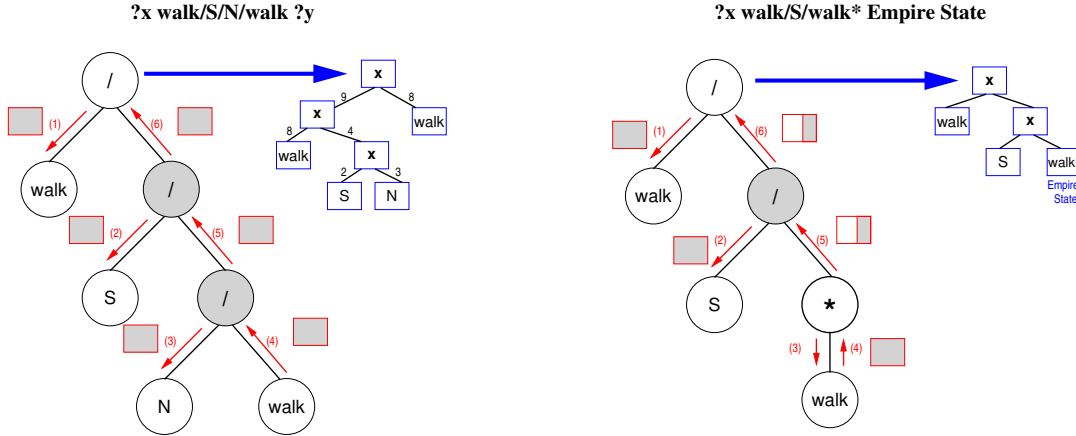 ?x walk/S/N/walk ?y
/
x
(1)
(6)
9
8
x
walk
8
4
walk
x
walk
/
2
3
S
N
(2)
(5)
S
/
(3)
(4)
N
walk
?x walk/S/walk* Empire State
/
x
(1)
(6)
walk
x
walk
/
S
walk
Empire
State
(2)
(5)
S
*
(3)
(4)
walk